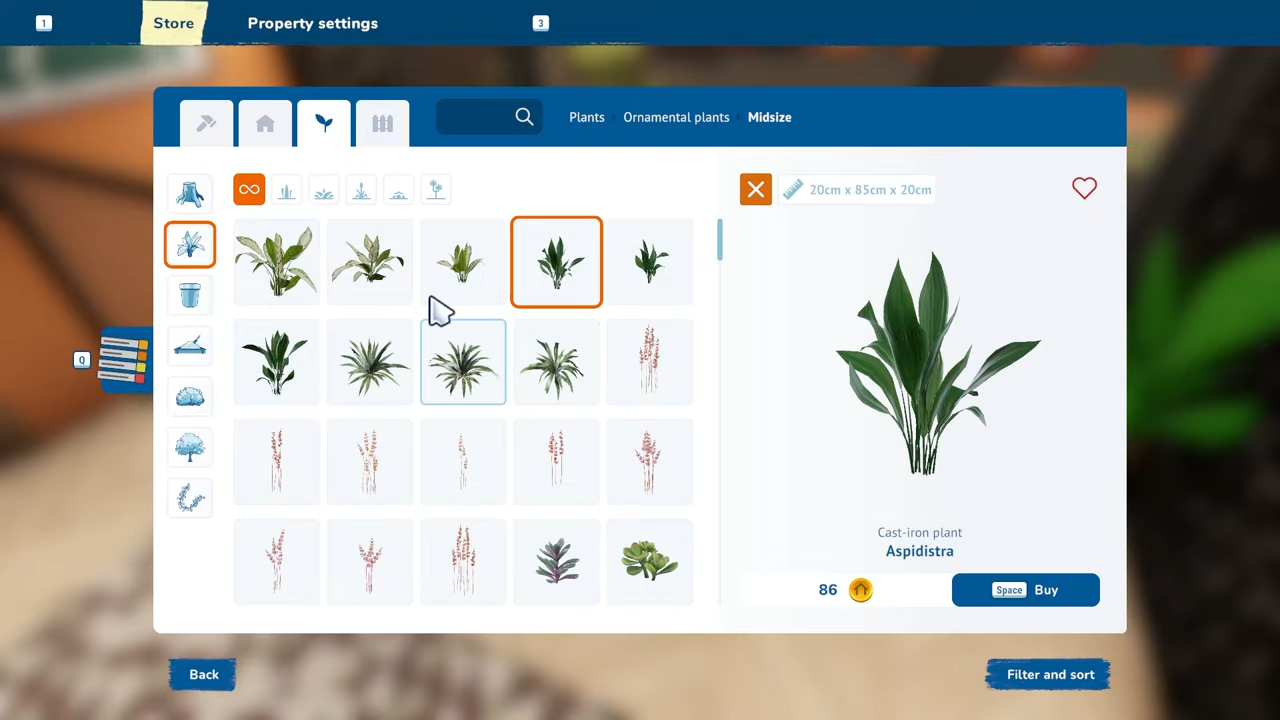 1
Store
Property settings
3
Plants
Ornamental plants
Midsize
20cm x 85cm x 20cm
Q
Cast-iron plant
Aspidistra
86
Space
Buy
Back
Filter and sort